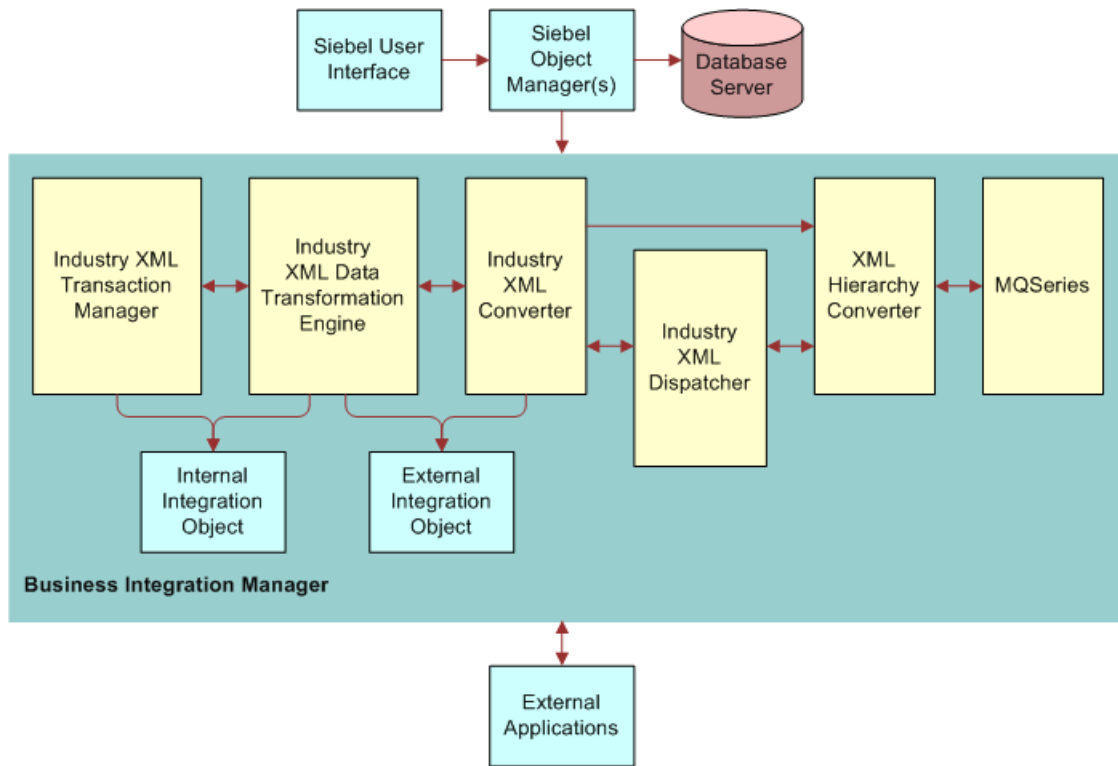 Siebel User
Interface
Siebel
Object
Manager(s)
Database
Server
Industry XML
Transaction
Manager
Industry
XML Data
Transformation
Engine
Industry
XML
Converter
Industry
XML
Dispatcher
XML
Hierarchy
Converter
MQSeries
Internal
Integration
Object
External
Integration
Object
Business Integration Manager
External
Applications